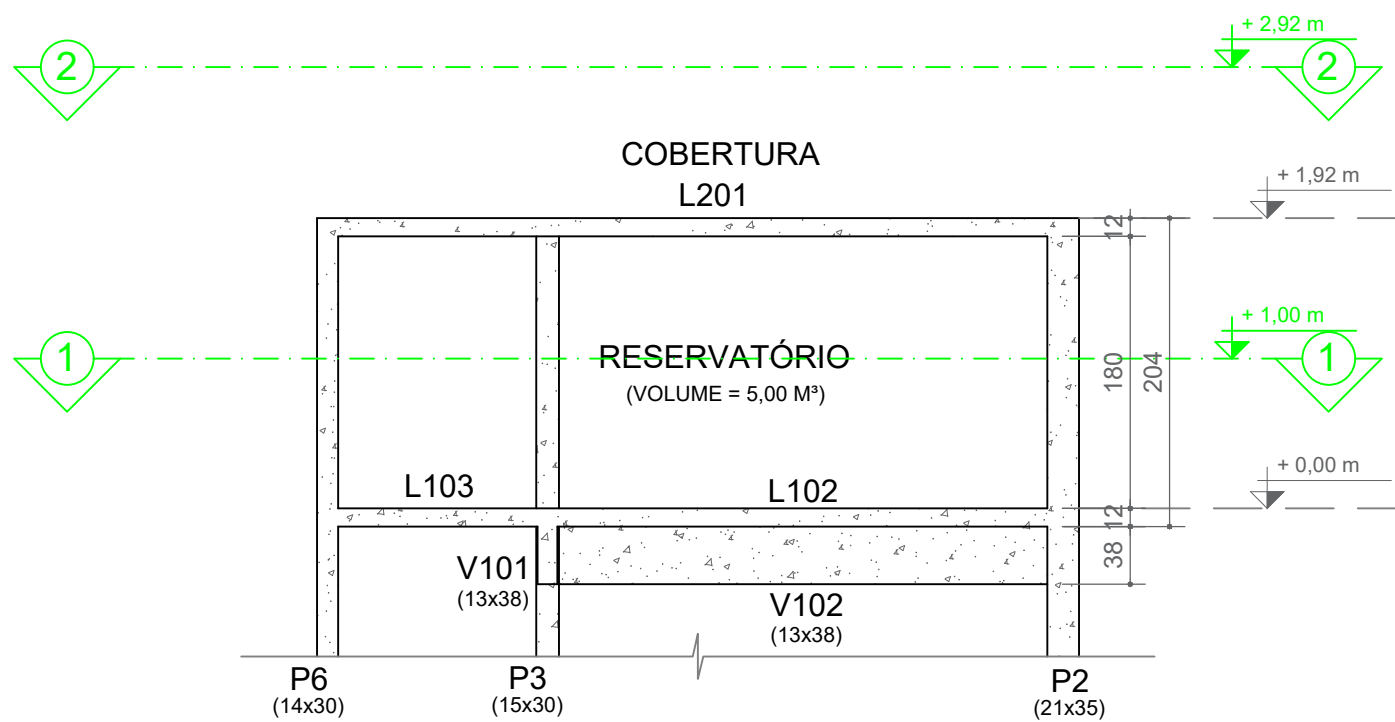 + 2,92 m
2
2
COBERTURA
L201
+ 1,92 m
12
+ 1,00 m
1
RESERVATÓRIO
1
(VOLUME = 5,00 M³)
180
204
+ 0,00 m
L103
L102
12
38
V101
(13x38)
V102
(13x38)
P6
(14x30)
P3
(15x30)
P2
(21x35)